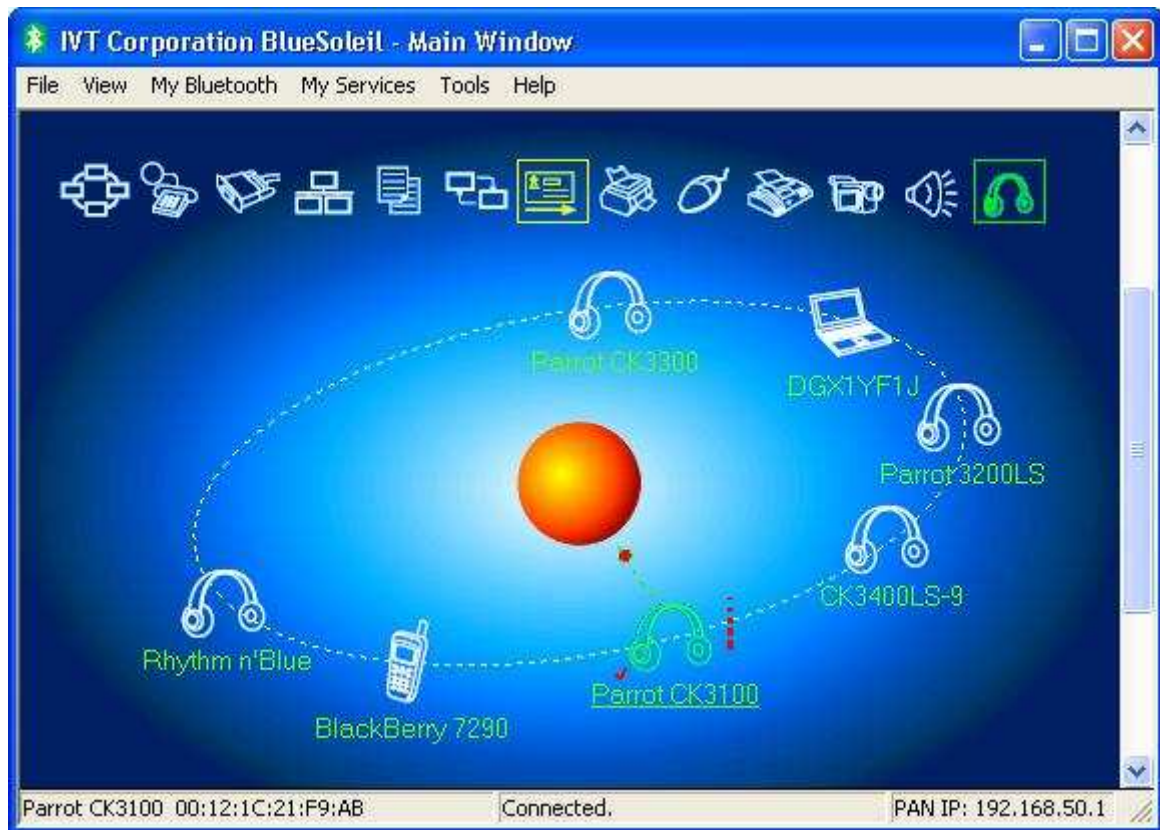 IVT Corporation BlueSoleil - Main Window
File View My Bluetooth My Services Tools Help
Parrot CK3300
DGX1YF1J
Parrot 3200LS
CK3400LS-9
Rhythm n'Blue
Parrot CK3100
BlackBerry 7290
Parrot CK3100 00:12:1C:21:F9:AB Connected. PAN IP: 192.168.50.1